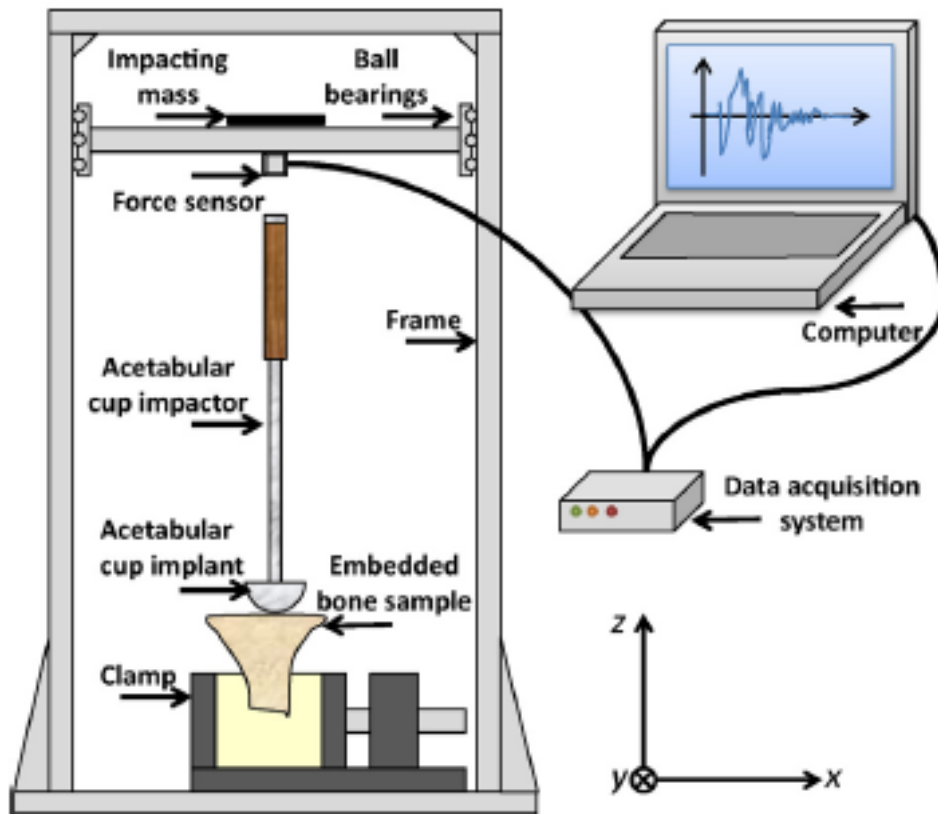 Impacting
mass
Ball
bearings
Force sensor
Frame
Computer
Acetabular
cup impactor
Data acquisition
system
Acetabular
cup implant
Embedded
bone sample
Clamp
z
y
x